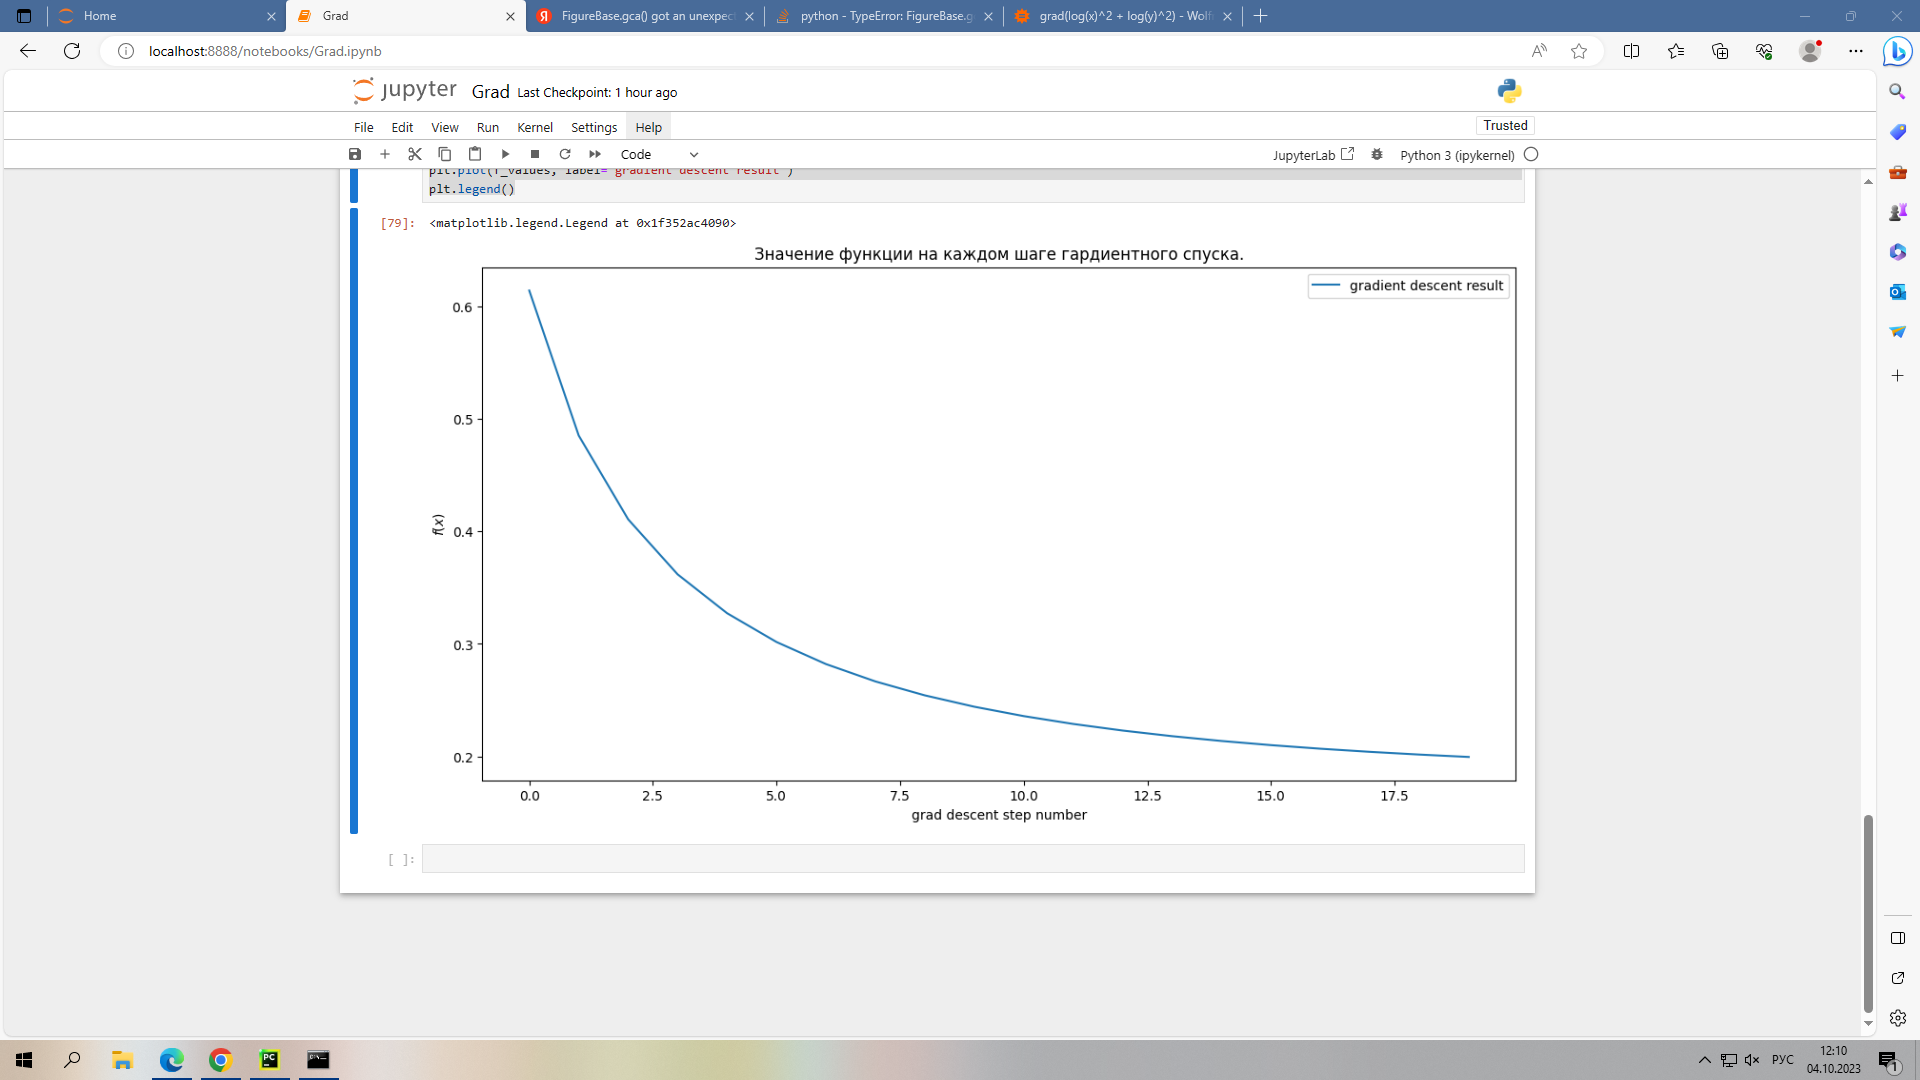 Home
Grad
FigureBase.gca() got an unexpec
python - TypeError: FigureBase.g
grad(log(x)^2 + log(y)^2) - Wolf
localhost:8888/notebooks/Grad.ipynb
jupyter Grad Last Checkpoint: 1 hour ago
File Edit View Run Kernel Settings Help
Trusted
Code
JupyterLab
Python 3 (ipykernel)
plt.plot(f_values, label="gradient descent result")
plt.legend()
[79]: <matplotlib.legend.Legend at 0x1f352ac4090>
Значение функции на каждом шаге гардиентного спуска.
gradient descent result
0.6
0.5
0.4
0.3
0.2
f(x)
0.0 2.5 5.0 7.5 10.0 12.5 15.0 17.5
grad descent step number
[ ]:
РУС
12:10
04.10.2023
1